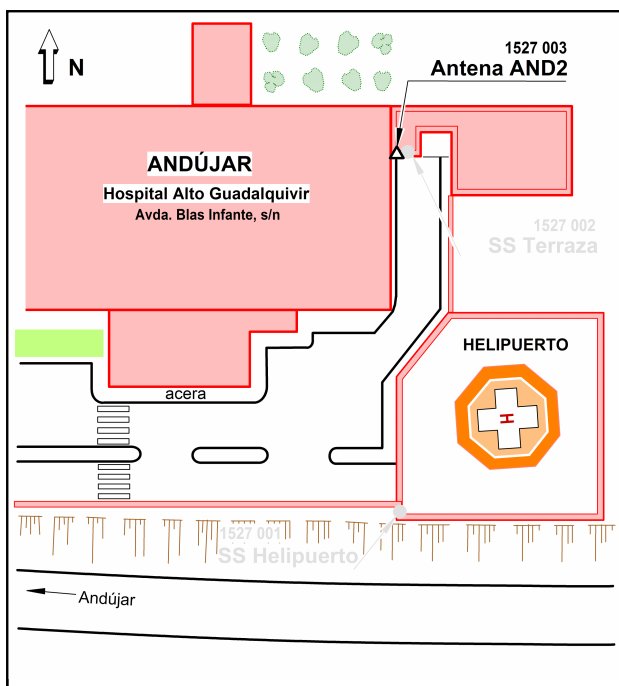 1527 003
Antena AND2
N
ANDÚJAR
Hospital Alto Guadalquivir
Avda. Blas Infante, s/n
1527 002
SS Terraza
HELIPUERTO
acera
H
1527 001
SS Helipuerto
Andújar